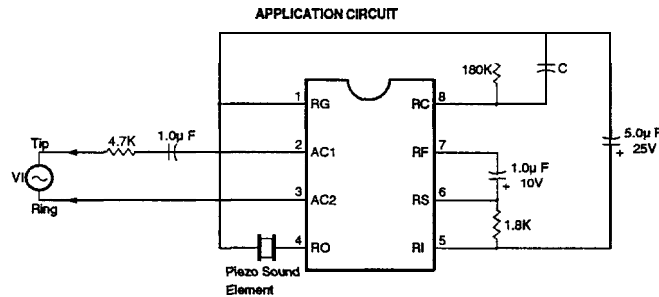 APPLICATION CIRCUIT
180K
C
1 RG
RC 8
5.0µ F
25V
Tip
4.7K
1.0µ F
2 AC1
RF 7
1.0µ F
10V
VI
Ring
3 AC2
RS 6
1.8K
4 RO
RI 5
Piezo Sound
Element